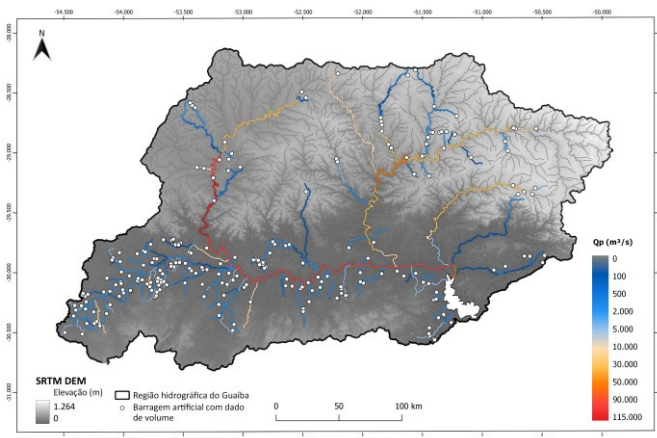 -54.500 -54.000 -53.500 -53.000 -52.500 -52.000 -51.500 -51.000 -50.500 -50.000
-28.000
N
-28.500
-29.000
-29.500
-30.000
-30.500
-31.000
Qp (m³/s)
0
100
500
2.000
5.000
10.000
30.000
50.000
90.000
115.000
SRTM DEM
Elevação (m)
1.264
0
Região hidrográfica do Guaíba
Barragem artificial com dado
de volume
0 50 100 km